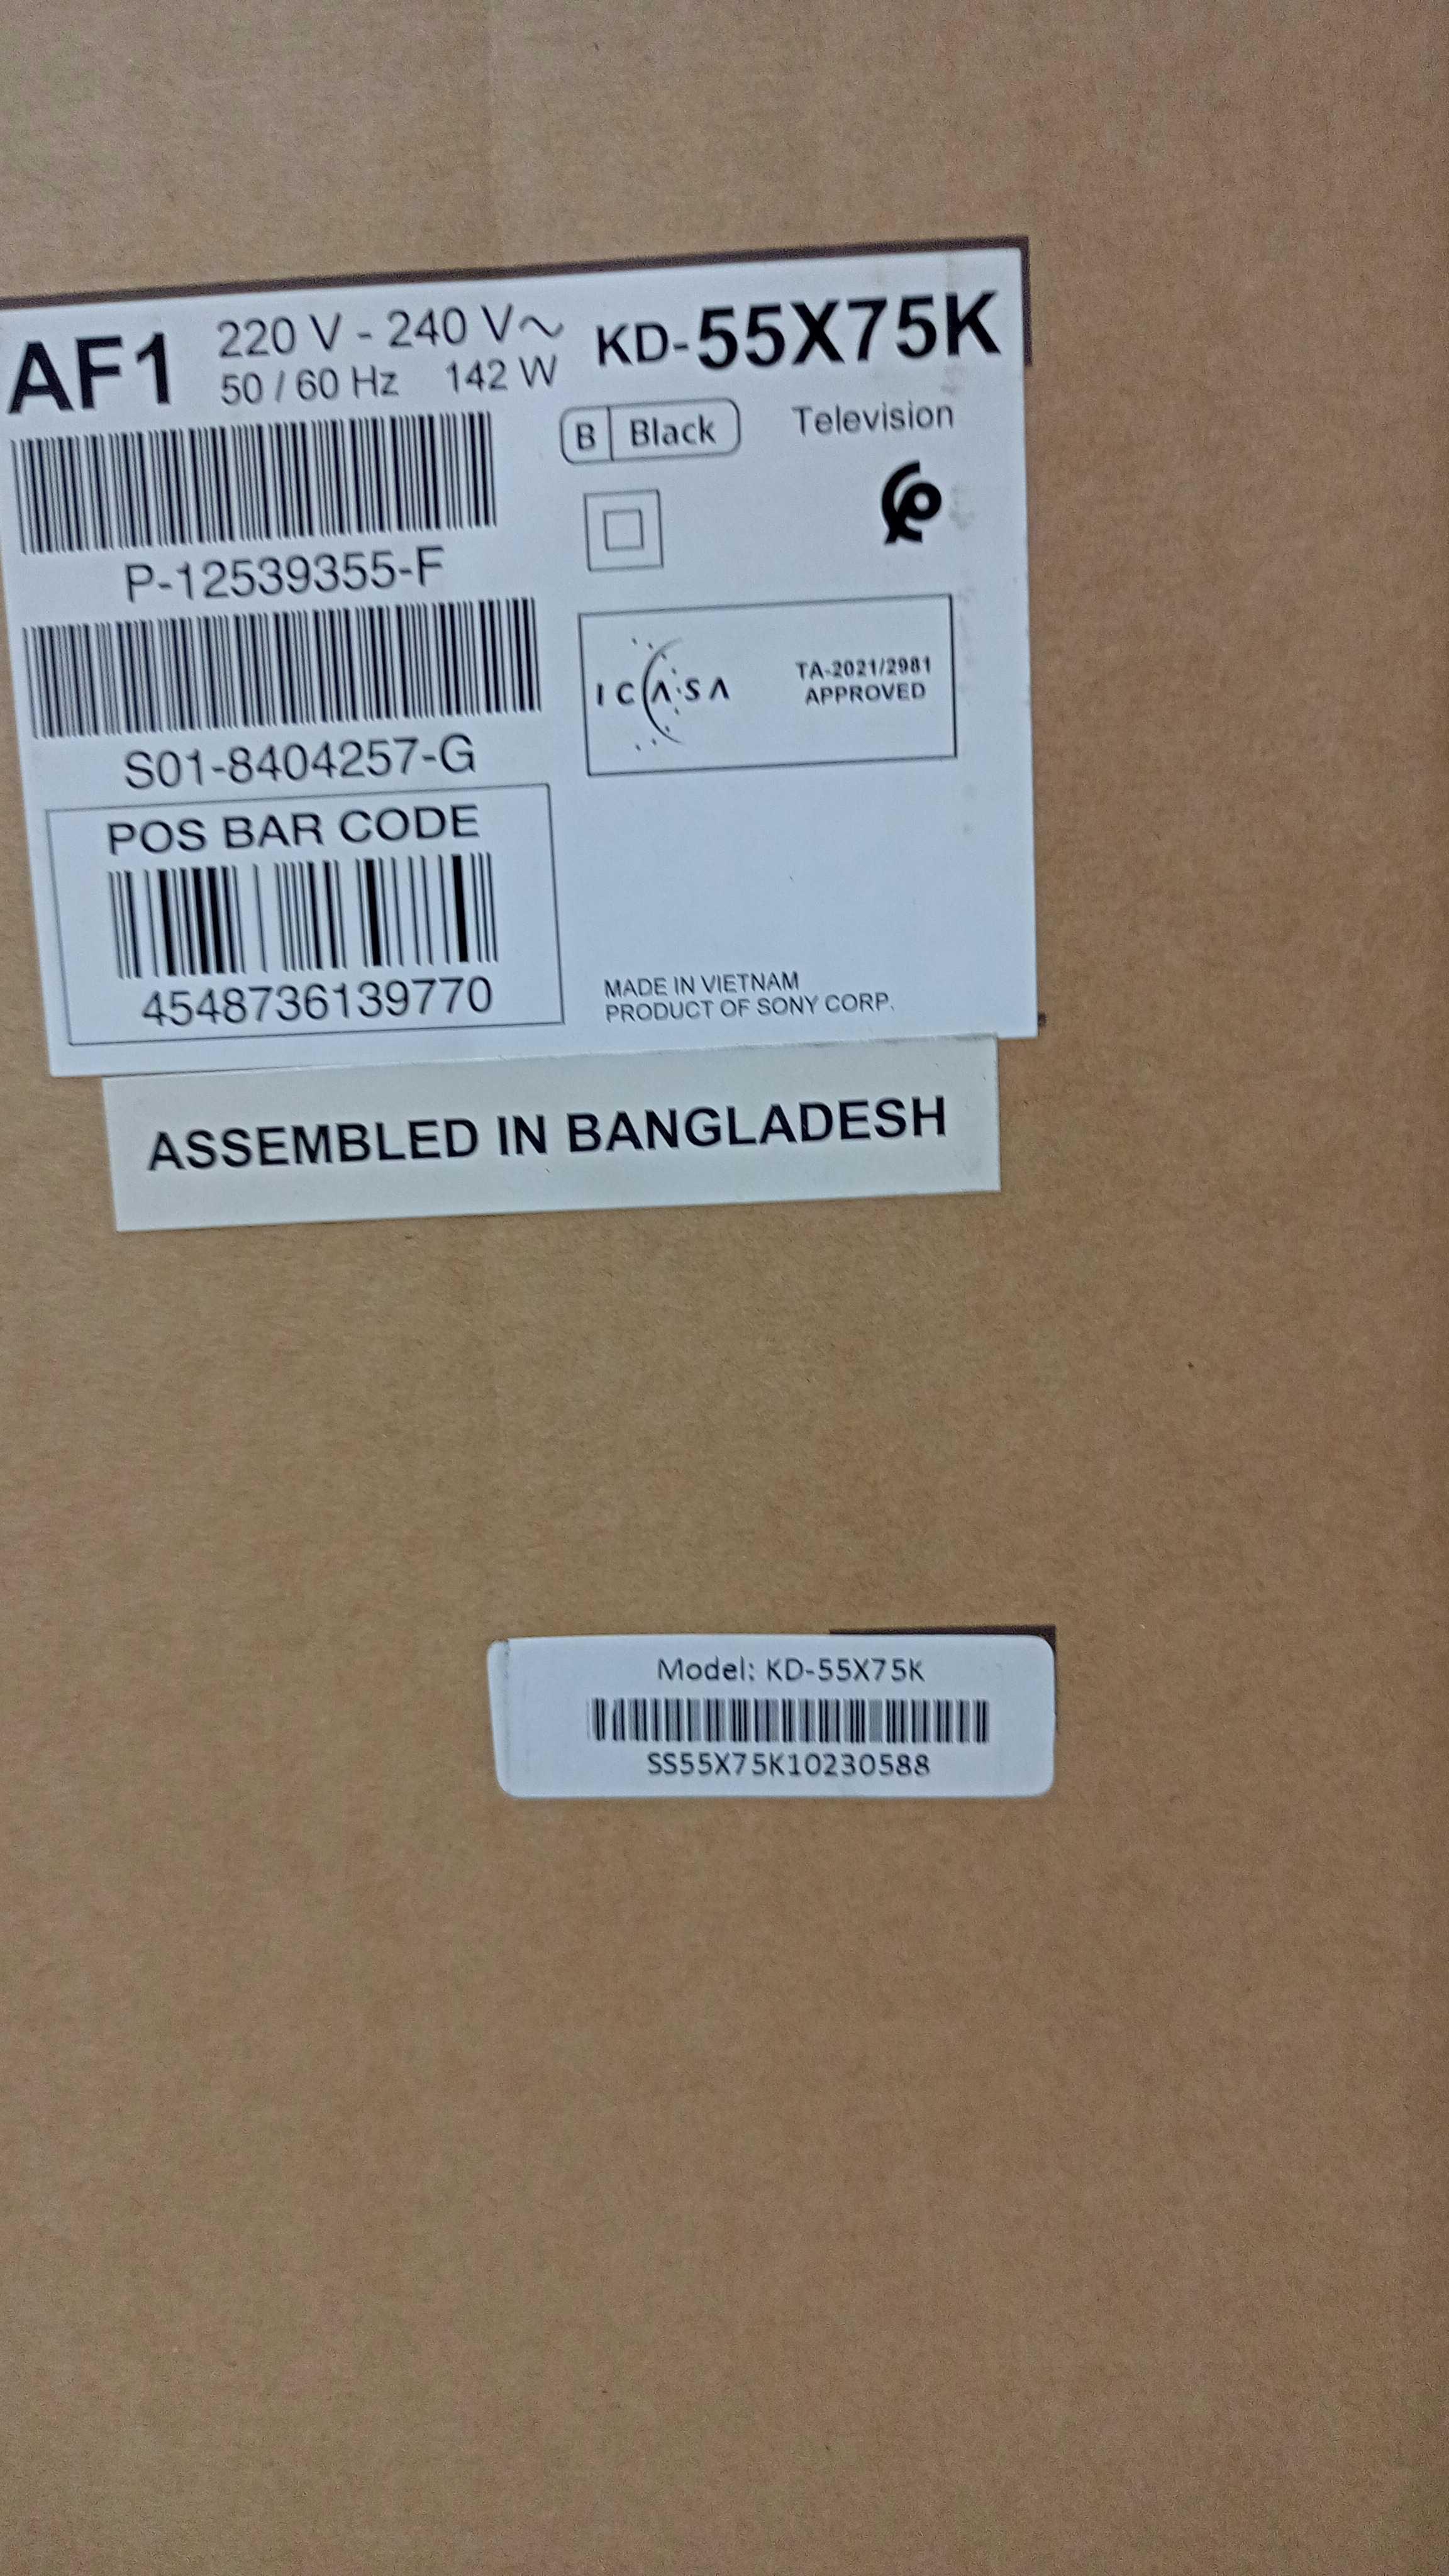 AF1 220 V - 240 V~ KD-55X75K
50 / 60 Hz 142 W
B Black Television
P-12539355-F
ICASA TA-2021/2981
APPROVED
S01-8404257-G
POS BAR CODE
4548736139770
MADE IN VIETNAM
PRODUCT OF SONY CORP.
ASSEMBLED IN BANGLADESH
Model: KD-55X75K
SS55X75K10230588